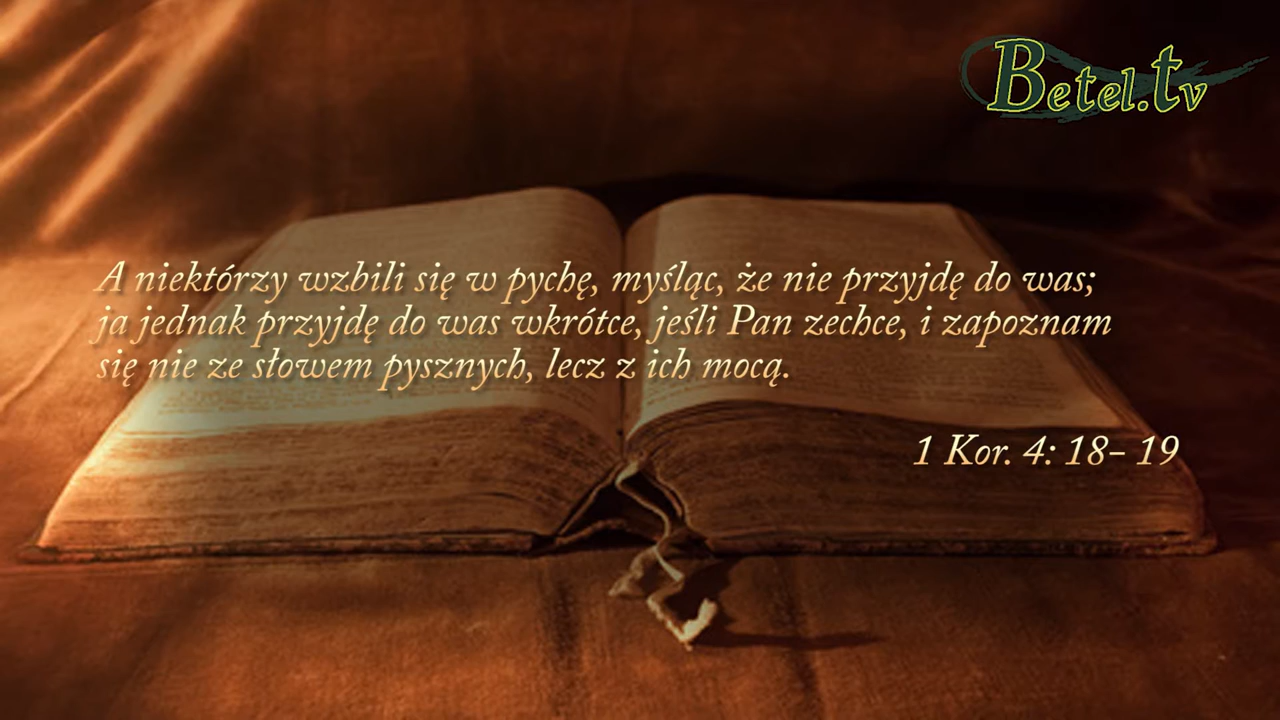 Betel.tv
A niektórzy wzbili się w pychę, myśląc, że nie przyjdę do was;
ja jednak przyjdę do was wkrótce, jeśli Pan zechce, i zapoznam
się nie ze słowem pysznych, lecz z ich mocą.
1 Kor. 4: 18- 19